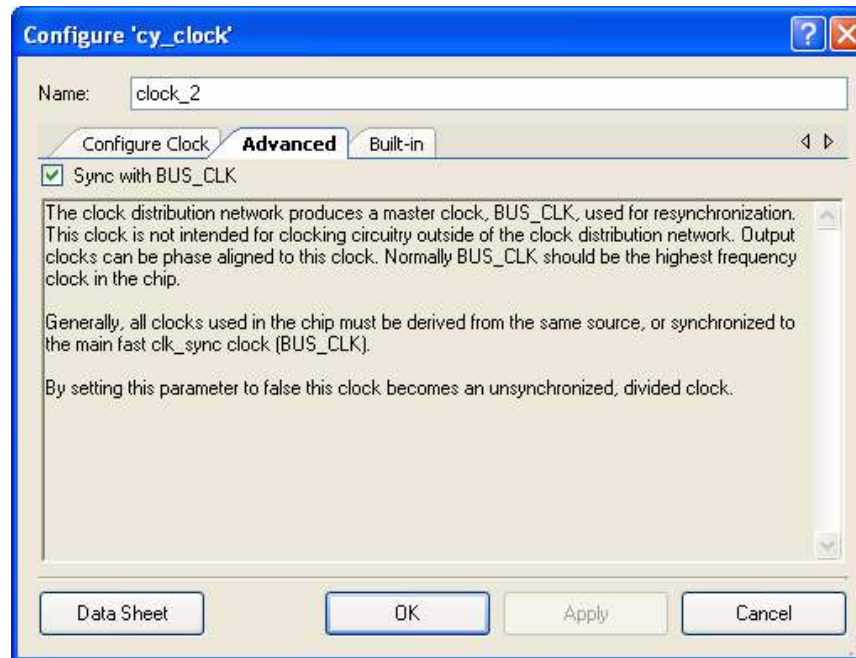 Configure 'cy_clock'
Name: clock_2
Configure Clock Advanced Built-in
Sync with BUS_CLK
The clock distribution network produces a master clock, BUS_CLK, used for resynchronization.
This clock is not intended for clocking circuitry outside of the clock distribution network. Output
clocks can be phase aligned to this clock. Normally BUS_CLK should be the highest frequency
clock in the chip.
Generally, all clocks used in the chip must be derived from the same source, or synchronized to
the main fast clk_sync clock (BUS_CLK).
By setting this parameter to false this clock becomes an unsynchronized, divided clock.
Data Sheet OK Apply Cancel